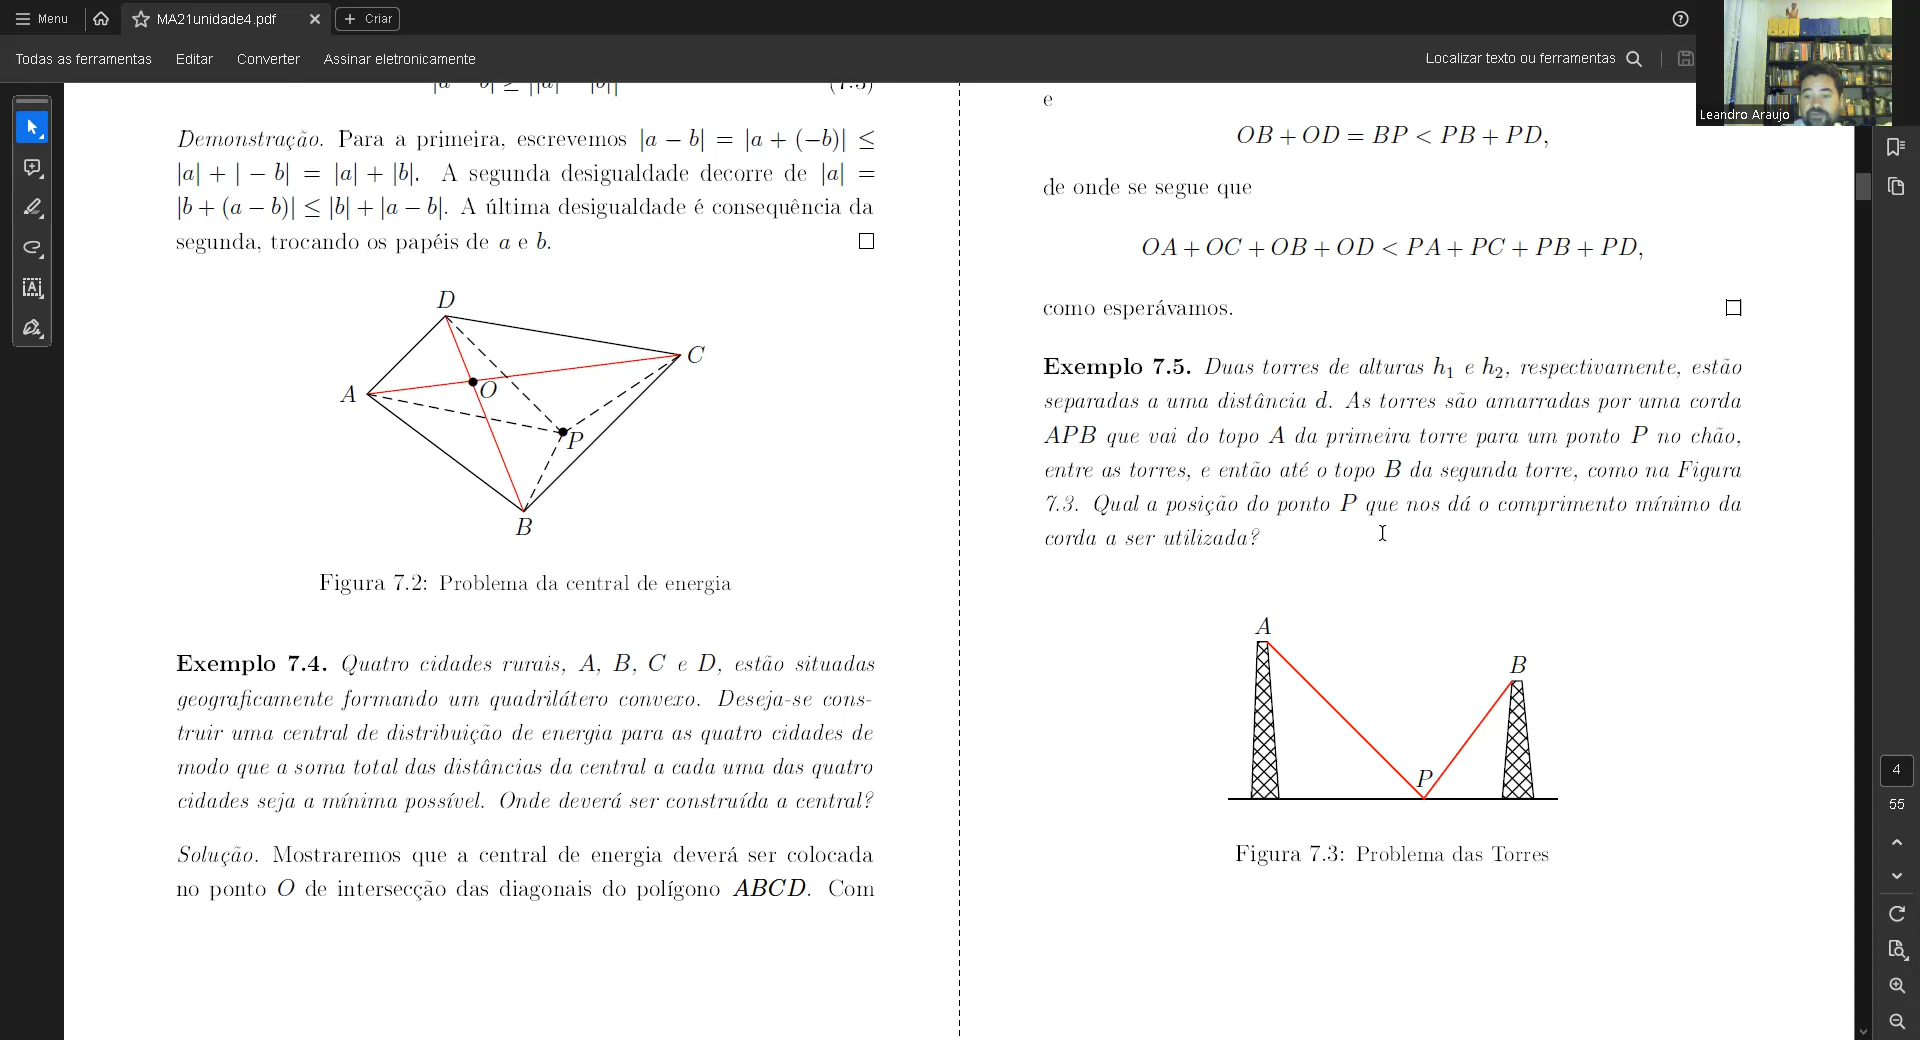 Menu
MA21unidade4.pdf
Criar
Todas as ferramentas
Editar
Converter
Assinar eletronicamente
Localizar texto ou ferramentas
Leandro Araujo
|a − b| ≥ ||a| − |b|| (7.3)
Demonstração. Para a primeira, escrevemos |a − b| = |a + (−b)| ≤
|a| + | − b| = |a| + |b|. A segunda desigualdade decorre de |a| =
|b + (a − b)| ≤ |b| + |a − b|. A última desigualdade é consequência da
segunda, trocando os papéis de a e b. □
D
C
A
O
P
B
Figura 7.2: Problema da central de energia
Exemplo 7.4. Quatro cidades rurais, A, B, C e D, estão situadas
geograficamente formando um quadrilátero convexo. Deseja-se cons-
truir uma central de distribuição de energia para as quatro cidades de
modo que a soma total das distâncias da central a cada uma das quatro
cidades seja a mínima possível. Onde deverá ser construída a central?
Solução. Mostraremos que a central de energia deverá ser colocada
no ponto O de intersecção das diagonais do polígono ABCD. Com
e
OB + OD = BP < PB + PD,
de onde se segue que
OA + OC + OB + OD < PA + PC + PB + PD,
como esperávamos. □
Exemplo 7.5. Duas torres de alturas h₁ e h₂, respectivamente, estão
separadas a uma distância d. As torres são amarradas por uma corda
APB que vai do topo A da primeira torre para um ponto P no chão,
entre as torres, e então até o topo B da segunda torre, como na Figura
7.3. Qual a posição do ponto P que nos dá o comprimento mínimo da
corda a ser utilizada?
A
B
P
Figura 7.3: Problema das Torres
4
55